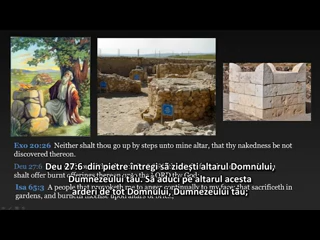 Exo 20:26 Neither shalt thou go up by steps unto mine altar, that thy nakedness be not
discovered thereon.
Deu 27:6
Deu 27:6 din pietre întregi să zideşti altarul Domnului,
Dumnezeului tău. Să aduci pe altarul acesta
arderi de tot Domnului, Dumnezeului tău;
shalt offer burnt offerings thereon unto the LORD thy God
Isa 65:3 A people that provoketh me to anger continually to my face; that sacrificeth in
gardens, and burneth incense upon altars of brick;